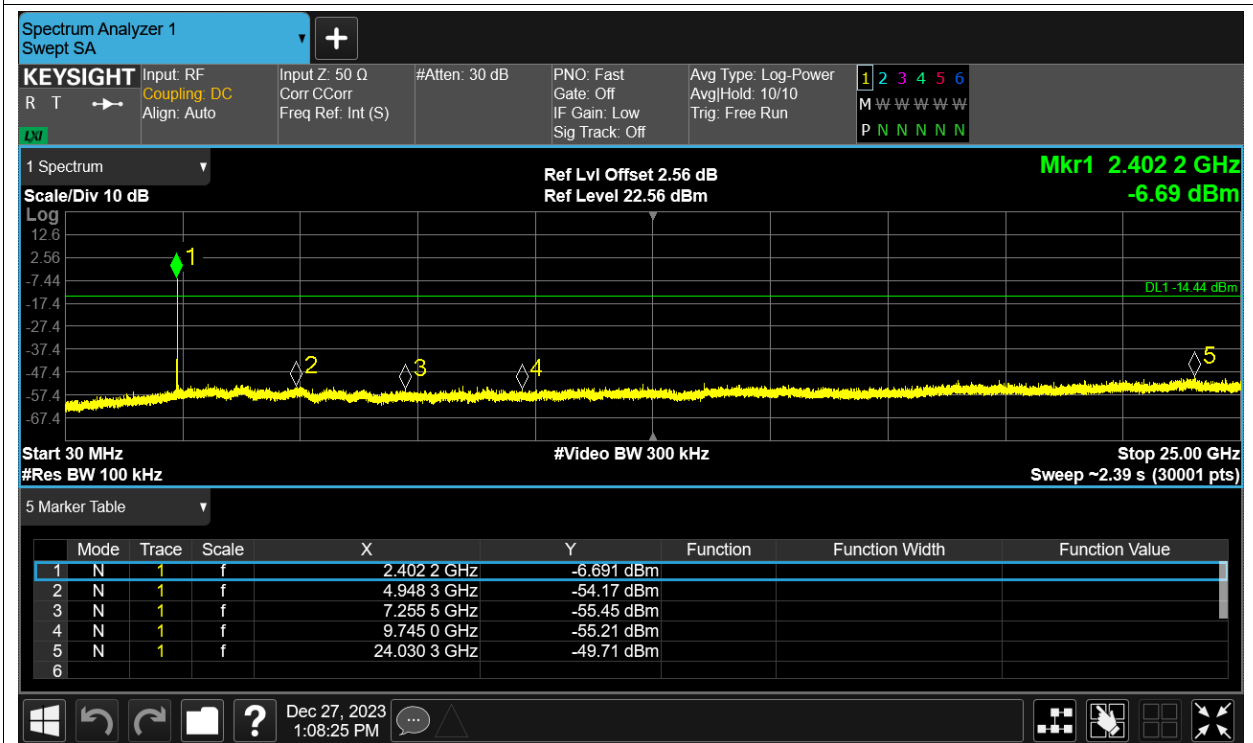 Spectrum Analyzer 1
Swept SA
+
KEYSIGHT Input: RF Input Z: 50 Ω #Atten: 30 dB PNO: Fast Avg Type: Log-Power 1 2 3 4 5 6
R T Coupling: DC Corr CCorr Gate: Off Avg|Hold: 10/10 M W W W W W W
Align: Auto Freq Ref: Int (S) IF Gain: Low Trig: Free Run
LXI Sig Track: Off P N N N N N N
1 Spectrum
Scale/Div 10 dB
Ref Lvl Offset 2.56 dB
Ref Level 22.56 dBm
Mkr1 2.402 2 GHz
-6.69 dBm
Log
12.6
2.56
-7.44
-17.4
-27.4
-37.4
-47.4
-57.4
-67.4
1
2
3
4
5
DL1 -14.44 dBm
Start 30 MHz #Video BW 300 kHz Stop 25.00 GHz
#Res BW 100 kHz Sweep ~2.39 s (30001 pts)
5 Marker Table
Mode Trace Scale X Y Function Function Width Function Value
1 N 1 f 2.402 2 GHz -6.691 dBm
2 N 1 f 4.948 3 GHz -54.17 dBm
3 N 1 f 7.255 5 GHz -55.45 dBm
4 N 1 f 9.745 0 GHz -55.21 dBm
5 N 1 f 24.030 3 GHz -49.71 dBm
6
? Dec 27, 2023
1:08:25 PM